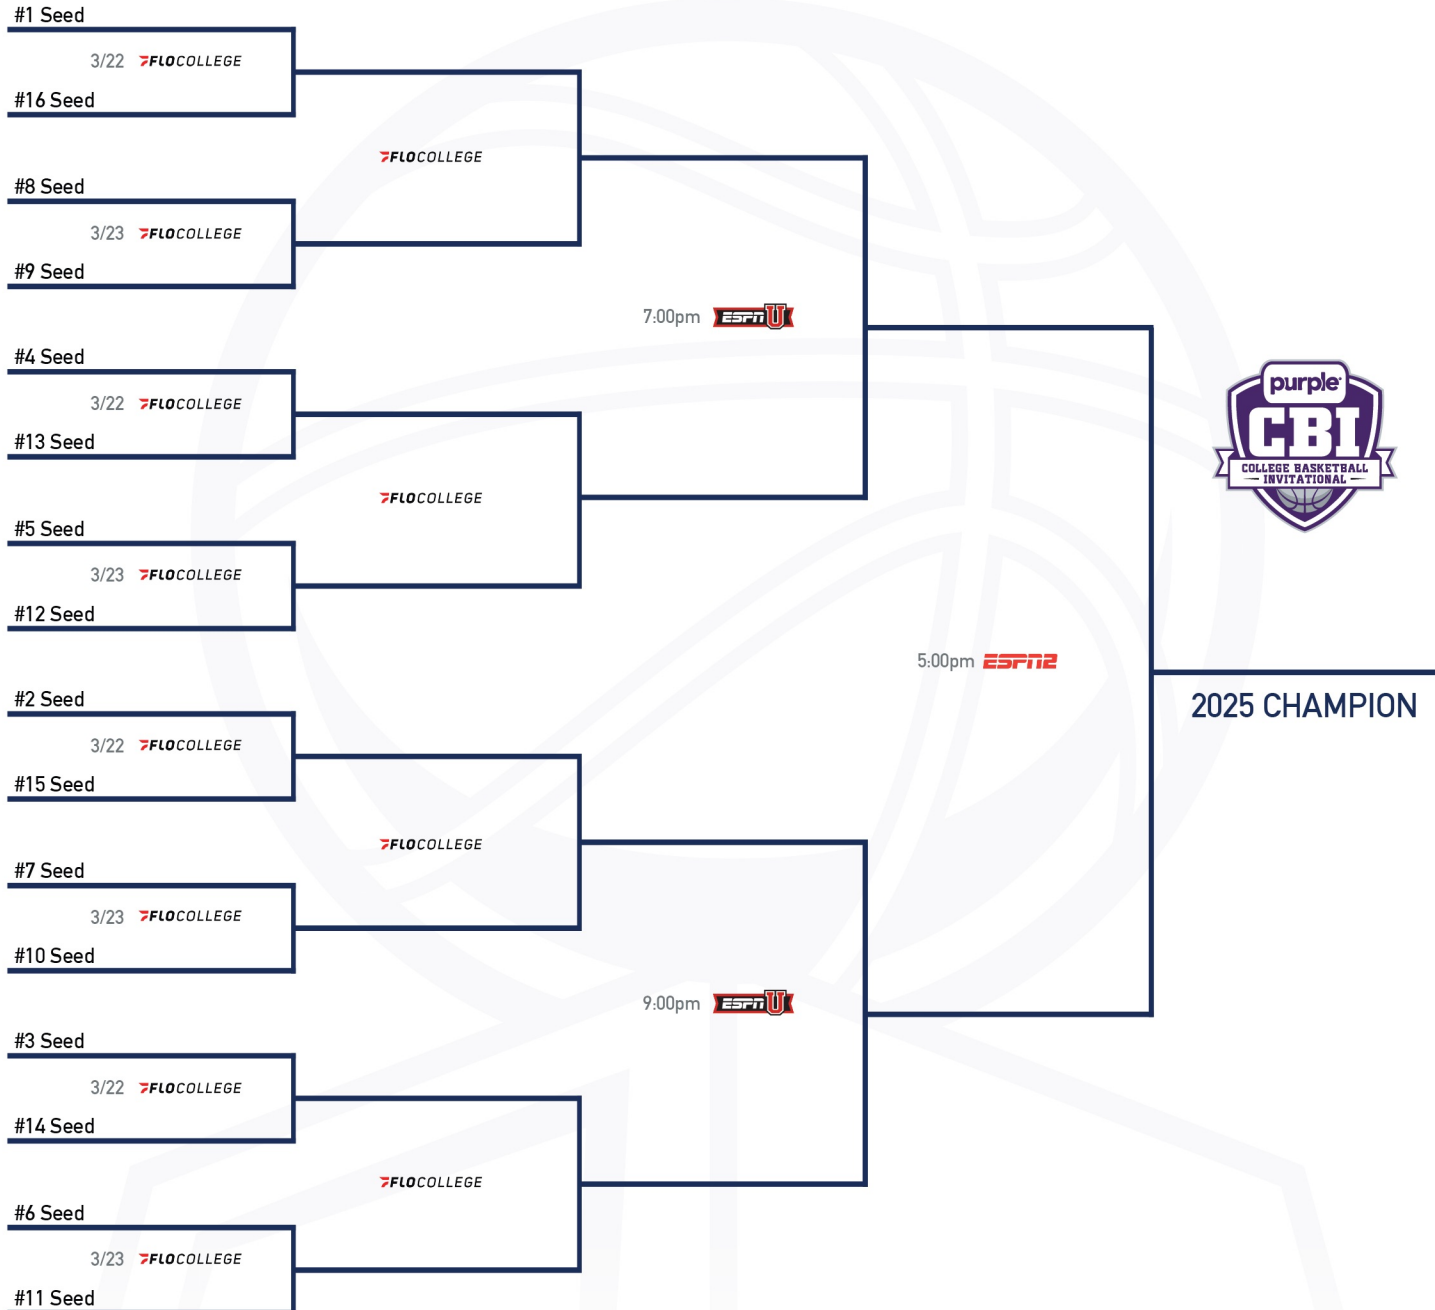 #1 Seed
3/22 FLOCOLLEGE
#16 Seed
FLOCOLLEGE
#8 Seed
3/23 FLOCOLLEGE
#9 Seed
7:00pm ESPNU
#4 Seed
3/22 FLOCOLLEGE
#13 Seed
FLOCOLLEGE
#5 Seed
3/23 FLOCOLLEGE
#12 Seed
purple
CBI
COLLEGE BASKETBALL
INVITATIONAL
5:00pm ESPN2
2025 CHAMPION
#2 Seed
3/22 FLOCOLLEGE
#15 Seed
FLOCOLLEGE
#7 Seed
3/23 FLOCOLLEGE
#10 Seed
9:00pm ESPNU
#3 Seed
3/22 FLOCOLLEGE
#14 Seed
FLOCOLLEGE
#6 Seed
3/23 FLOCOLLEGE
#11 Seed